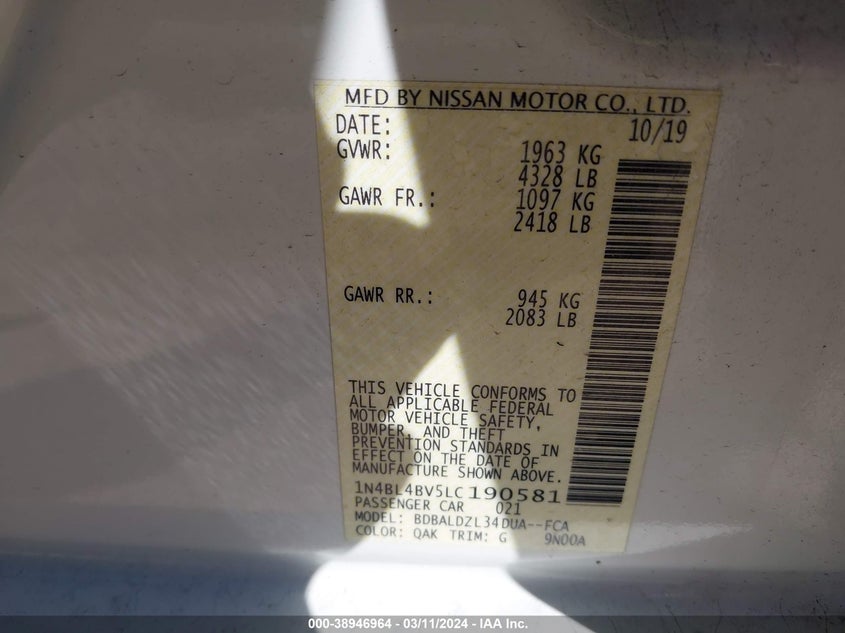 MFD BY NISSAN MOTOR CO., LTD.
DATE: 10/19
GVWR: 1963 KG
4328 LB
GAWR FR.: 1097 KG
2418 LB
GAWR RR.: 945 KG
2083 LB
THIS VEHICLE CONFORMS TO
ALL APPLICABLE FEDERAL
MOTOR VEHICLE SAFETY,
BUMPER, AND THEFT
PREVENTION STANDARDS IN
EFFECT ON THE DATE OF
MANUFACTURE SHOWN ABOVE.
1N4BL4BV5LC190581
PASSENGER CAR 021
MODEL: BDBALDZL34DUA--FCA
COLOR: QAK TRIM: G 9N00A
000-38946964 - 03/11/2024 - IAA Inc.